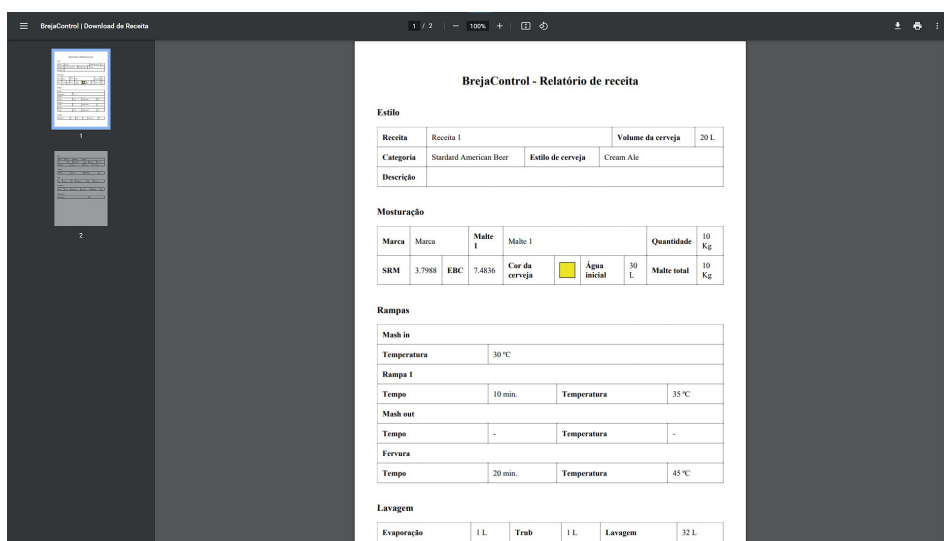 BrejaControl | Download de Receita
1 / 2
100%
1
2
BrejaControl - Relatório de receita
Estilo
Receita Receita 1 Volume da cerveja 20 L
Categoria Stardard American Beer Estilo de cerveja Cream Ale
Descrição
Mosturação
Marca Marca Malte 1 Malte 1 Quantidade 10 Kg
SRM 3.7988 EBC 7.4836 Cor da cerveja Água inicial 30 L Malte total 10 Kg
Rampas
Mash in
Temperatura 30 ºC
Rampa 1
Tempo 10 min. Temperatura 35 ºC
Mash out
Tempo - Temperatura -
Fervura
Tempo 20 min. Temperatura 45 ºC
Lavagem
Evaporação 1 L Trub 1 L Lavagem 32 L